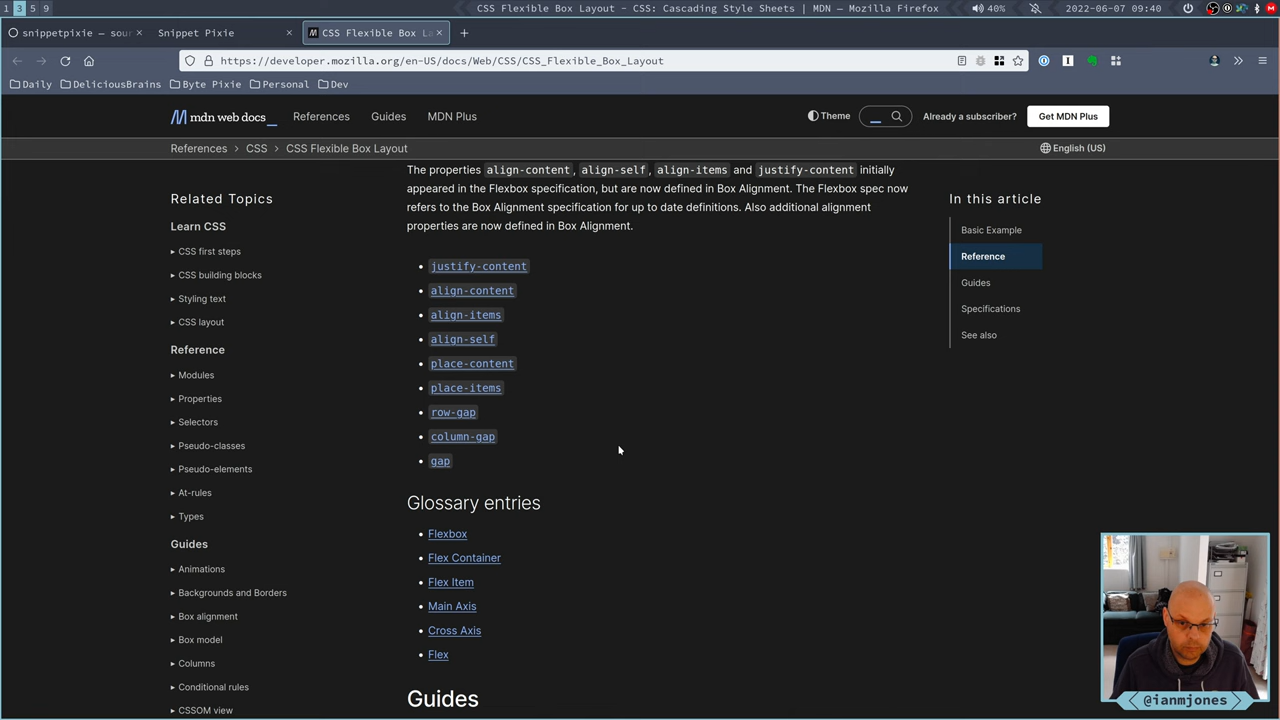 1 3 5 9
CSS Flexible Box Layout - CSS: Cascading Style Sheets | MDN — Mozilla Firefox
40%
2022-06-07 09:40
snippetpixie — sour
Snippet Pixie
CSS Flexible Box La
https://developer.mozilla.org/en-US/docs/Web/CSS/CSS_Flexible_Box_Layout
Daily
DeliciousBrains
Byte Pixie
Personal
Dev
mdn web docs
References
Guides
MDN Plus
Theme
Already a subscriber?
Get MDN Plus
References > CSS > CSS Flexible Box Layout
English (US)
Related Topics
Learn CSS
CSS first steps
CSS building blocks
Styling text
CSS layout
Reference
Modules
Properties
Selectors
Pseudo-classes
Pseudo-elements
At-rules
Types
Guides
Animations
Backgrounds and Borders
Box alignment
Box model
Columns
Conditional rules
CSSOM view
The properties align-content, align-self, align-items and justify-content initially
appeared in the Flexbox specification, but are now defined in Box Alignment. The Flexbox spec now
refers to the Box Alignment specification for up to date definitions. Also additional alignment
properties are now defined in Box Alignment.
justify-content
align-content
align-items
align-self
place-content
place-items
row-gap
column-gap
gap
Glossary entries
Flexbox
Flex Container
Flex Item
Main Axis
Cross Axis
Flex
Guides
In this article
Basic Example
Reference
Guides
Specifications
See also
@ianmjones